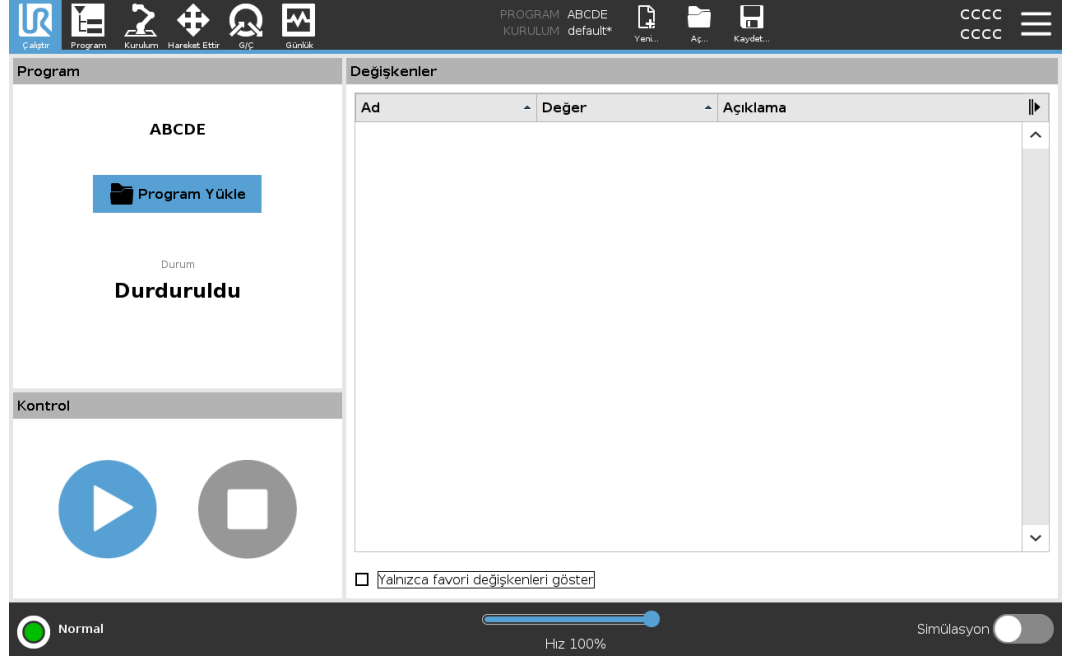 Çalıştır Program Kurulum Hareket Ettir G/Ç Günlük
PROGRAM ABCDE
KURULUM default*
Yeni... Aç... Kaydet...
CCCC
CCCC
Program
ABCDE
Program Yükle
Durum
Durduruldu
Kontrol
Değişkenler
Ad Değer Açıklama
Yalnızca favori değişkenleri göster
Normal
Hız 100%
Simülasyon